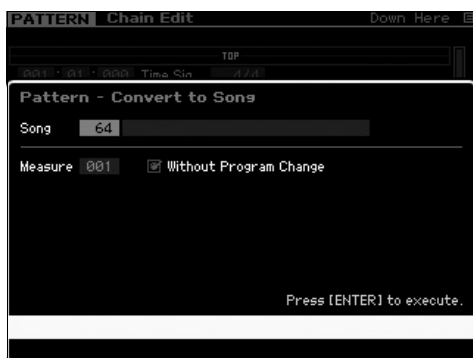 PATTERN Chain Edit Down Here
TOP
001:01:000 Time Sig 4/4
Pattern - Convert to Song
Song 64
Measure 001 Without Program Change
Press [ENTER] to execute.